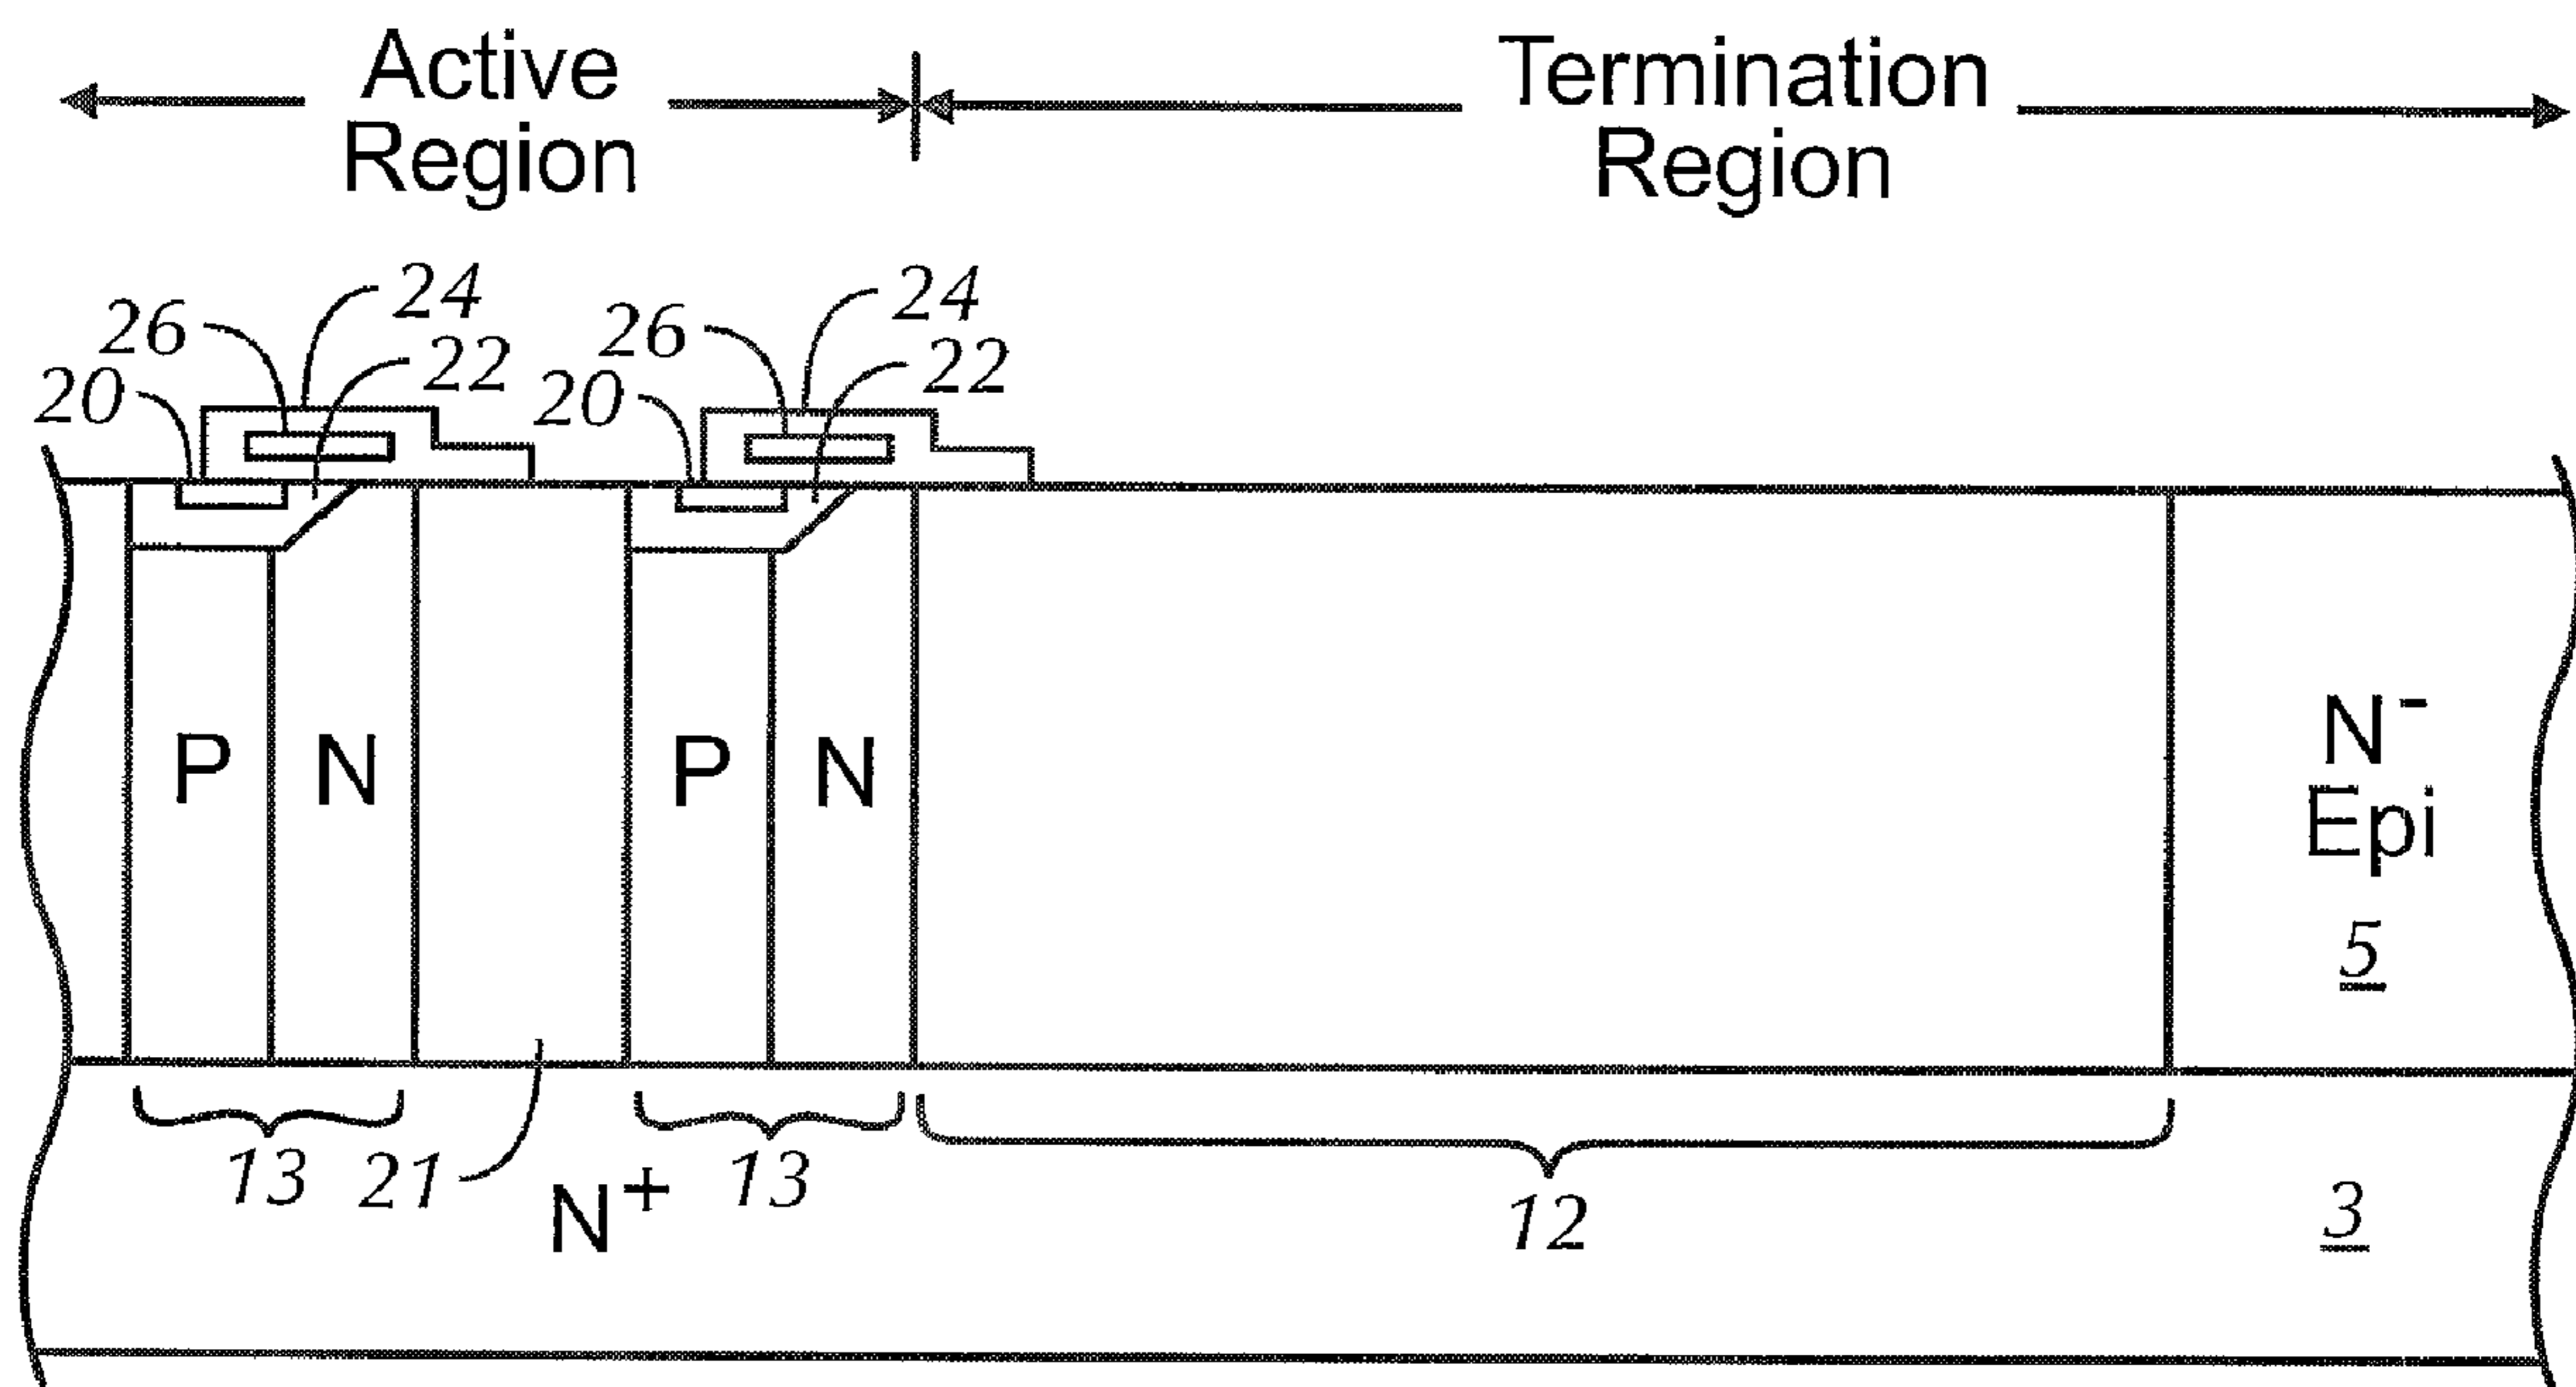 Active
Region
Termination
Region
24
26
22
20
24
26
22
20
P
N
P
N
N-
Epi
5
13
21
N+
13
12
3